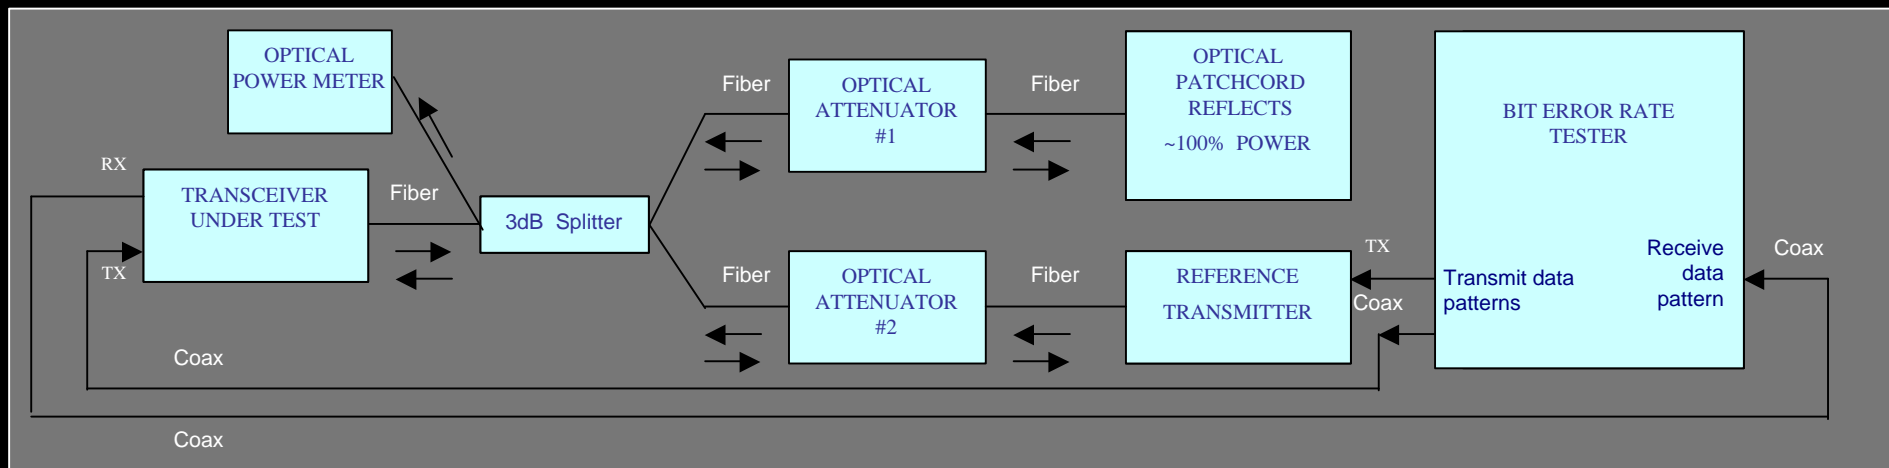 OPTICAL
POWER METER
RX
TRANSCEIVER
UNDER TEST
TX
Fiber
3dB Splitter
Fiber
OPTICAL
ATTENUATOR
#1
Fiber
OPTICAL
PATCHCORD
REFLECTS
~100% POWER
Fiber
OPTICAL
ATTENUATOR
#2
Fiber
REFERENCE
TRANSMITTER
TX
Coax
BIT ERROR RATE
TESTER
Transmit data
patterns
Receive
data
pattern
Coax
Coax
Coax